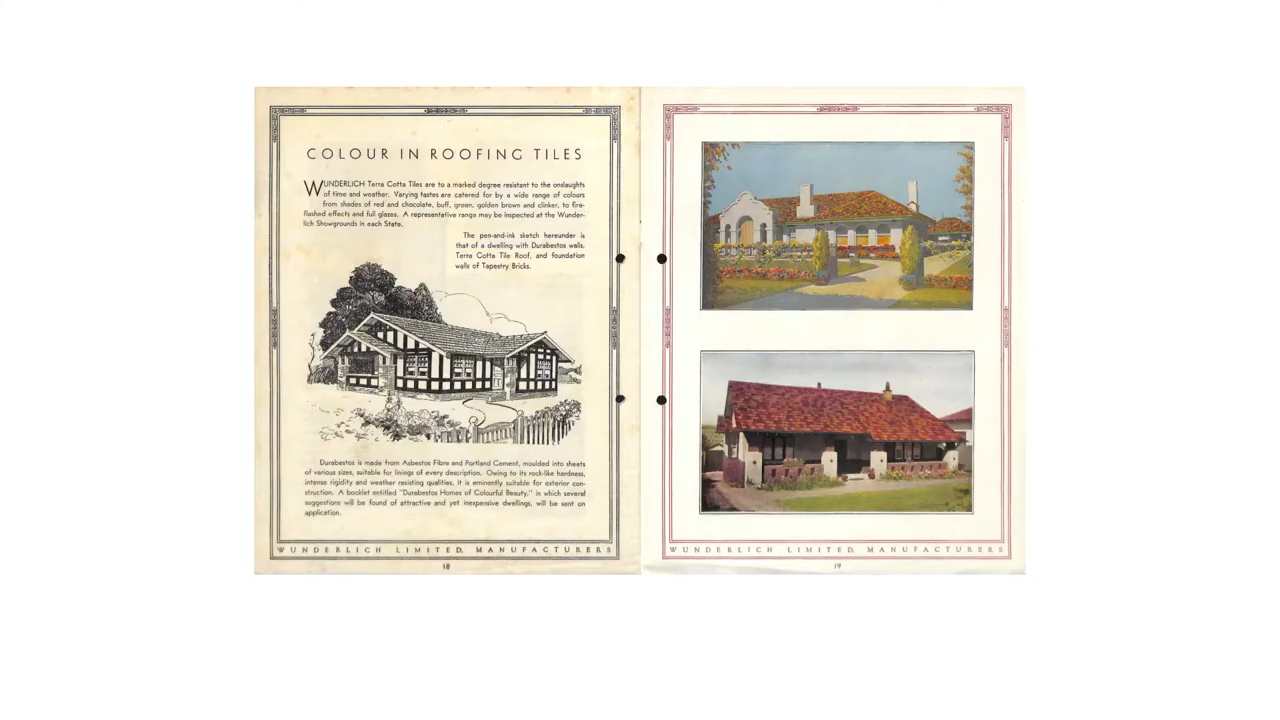 COLOUR IN ROOFING TILES
WUNDERLICH Terra Cotta Tiles are to a marked degree resistant to the onslaughts
of time and weather. Varying tastes are catered for by a wide range of colours
from shades of red and chocolate, buff, green, golden brown and clinker, to fire-
flashed effects and full glazes. A representative range may be inspected at the Wunder-
lich Showgrounds in each State.
The pen-and-ink sketch hereunder is
that of a dwelling with Durabestos walls,
Terra Cotta Tile Roof, and foundation
walls of Tapestry Bricks.
Durabestos is made from Asbestos Fibre and Portland Cement, moulded into sheets
of various sizes, suitable for linings of every description. Owing to its rock-like hardness,
intense rigidity and weather resisting qualities, it is eminently suitable for exterior con-
struction. A booklet entitled "Durabestos Homes of Colourful Beauty," in which several
suggestions will be found of attractive and yet inexpensive dwellings, will be sent on
application.
WUNDERLICH LIMITED, MANUFACTURERS
18
WUNDERLICH LIMITED, MANUFACTURERS
19